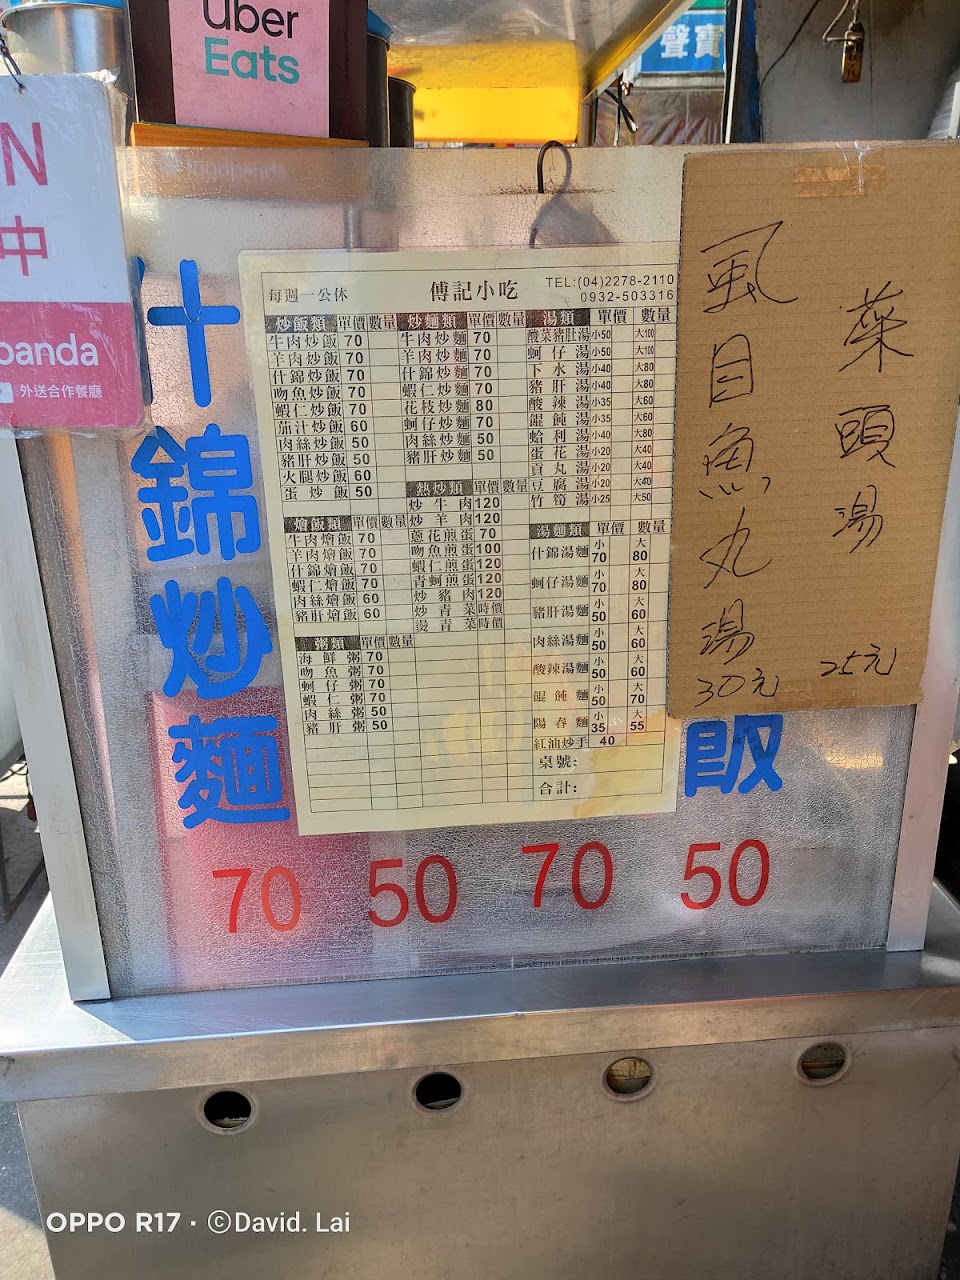 Uber
Eats
聲寶
N
中
panda
外送合作餐廳
什錦炒麵
飯
70 50 70 50
每週一公休
傅記小吃
TEL:(04)2278-2110
0932-503316
炒飯類 單價 數量
牛肉炒飯 70
羊肉炒飯 70
什錦炒飯 70
吻魚炒飯 70
蝦仁炒飯 70
茄汁炒飯 60
肉絲炒飯 50
豬肝炒飯 50
火腿炒飯 60
蛋炒飯 50
燴飯類 單價 數量
牛肉燴飯 70
羊肉燴飯 70
什錦燴飯 70
蝦仁燴飯 70
肉絲燴飯 60
豬肝燴飯 60
粥類 單價 數量
海鮮粥 70
吻魚粥 70
蚵仔粥 70
蝦仁粥 70
肉絲粥 50
豬肝粥 50
炒麵類 單價 數量
牛肉炒麵 70
羊肉炒麵 70
什錦炒麵 70
蝦仁炒麵 70
花枝炒麵 80
蚵仔炒麵 70
肉絲炒麵 50
豬肝炒麵 50
熱炒類 單價 數量
炒牛肉 120
炒羊肉 120
蔥花煎蛋 70
吻魚煎蛋 100
蝦仁煎蛋 120
青蚵煎蛋 120
炒豬肉 120
炒青菜 時價
燙青菜 時價
湯類 單價 數量
酸菜豬肚湯 小50 大100
蚵仔湯 小50 大100
下水湯 小40 大80
豬肝湯 小40 大80
酸辣湯 小35 大60
餛飩湯 小35 大60
蛤利湯 小40 大80
蛋花湯 小20 大40
貢丸湯 小20 大40
豆腐湯 小20 大40
竹筍湯 小25 大50
湯麵類 單價 數量
什錦湯麵 小70 大80
蚵仔湯麵 小70 大80
豬肝湯麵 小50 大60
肉絲湯麵 小50 大60
酸辣湯麵 小50 大60
餛飩麵 小50 大70
陽春麵 小35 大55
紅油炒手 40
桌號:
合計:
風目魚丸湯 30元
菜頭湯 25元
OPPO R17 · ©David. Lai